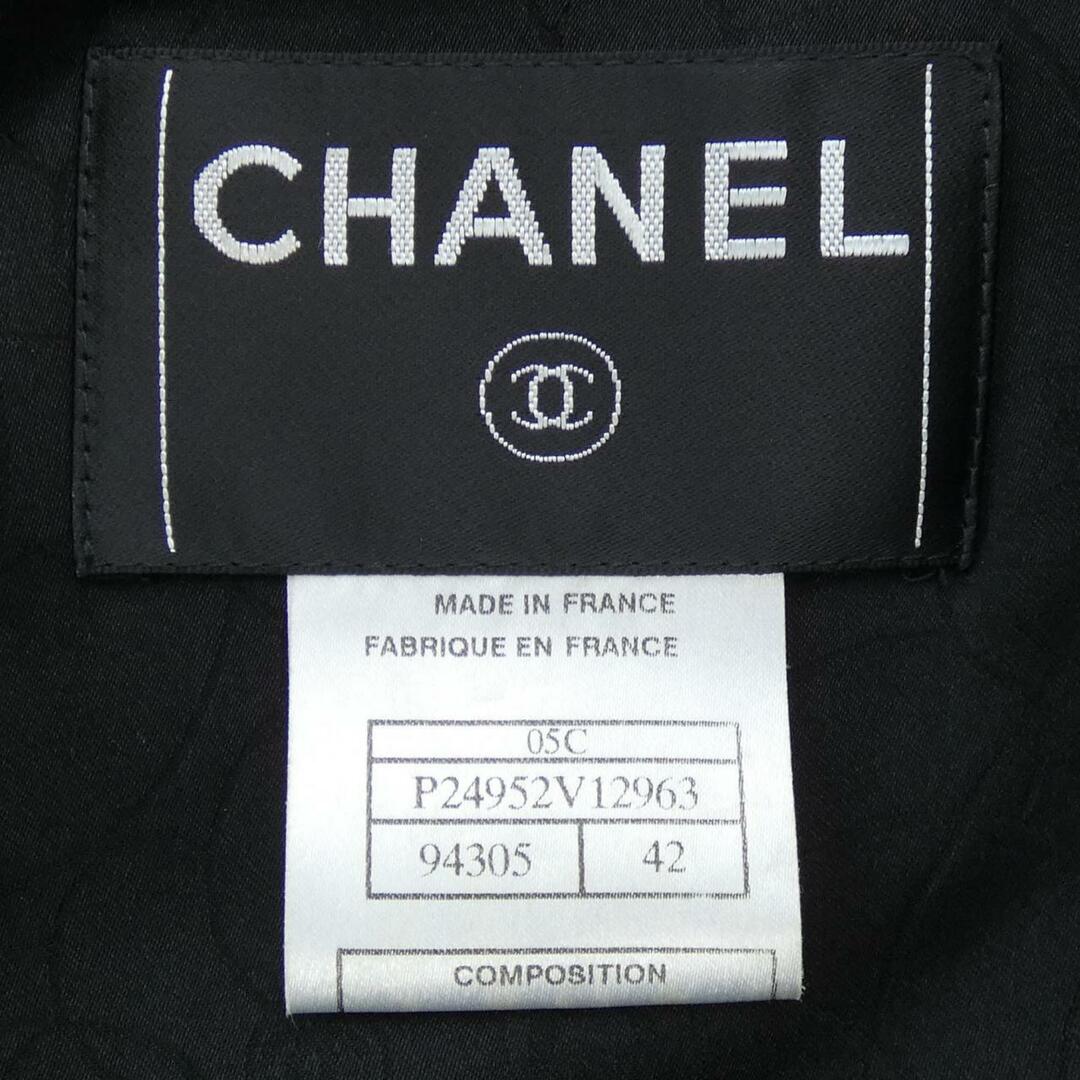 CHANEL
MADE IN FRANCE
FABRIQUE EN FRANCE
05C
P24952V12963
94305 42
COMPOSITION